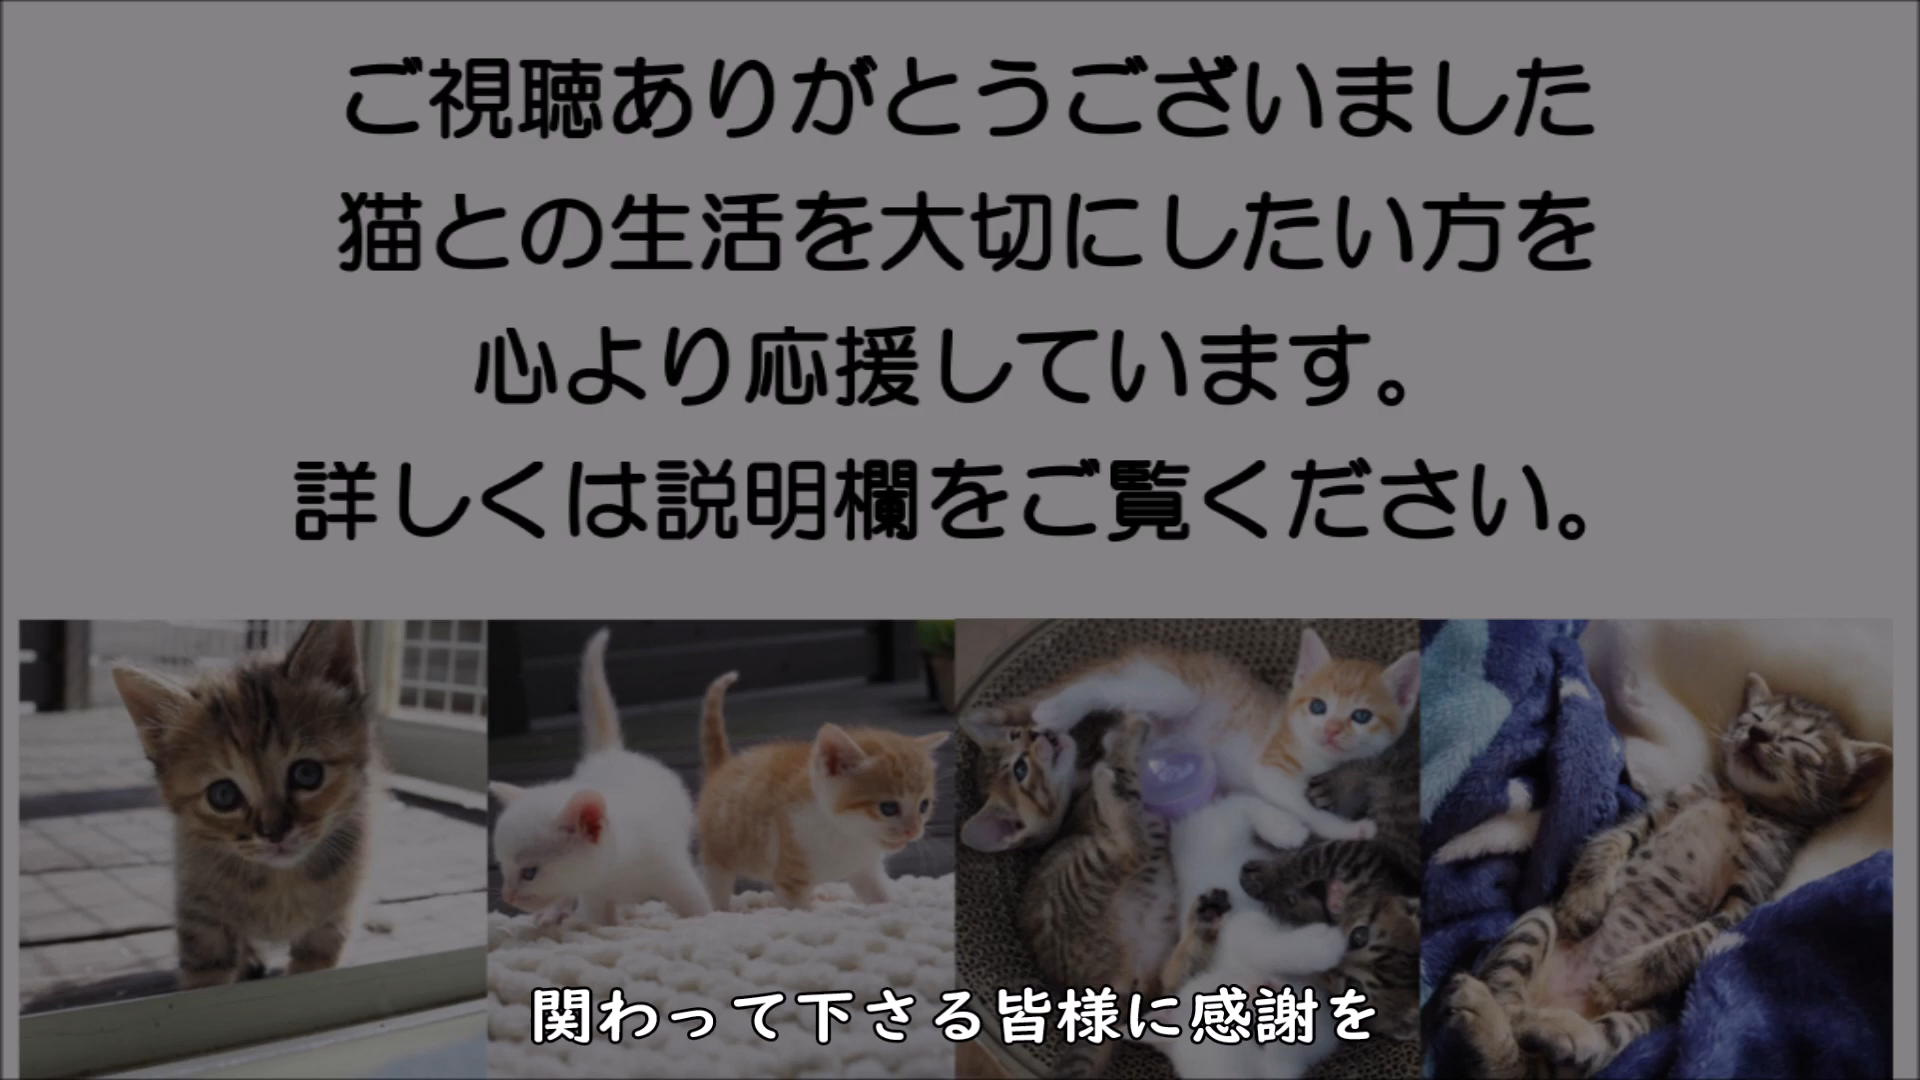 ご視聴ありがとうございました
猫との生活を大切にしたい方を
心より応援しています。
詳しくは説明欄をご覧ください。
関わって下さる皆様に感謝を